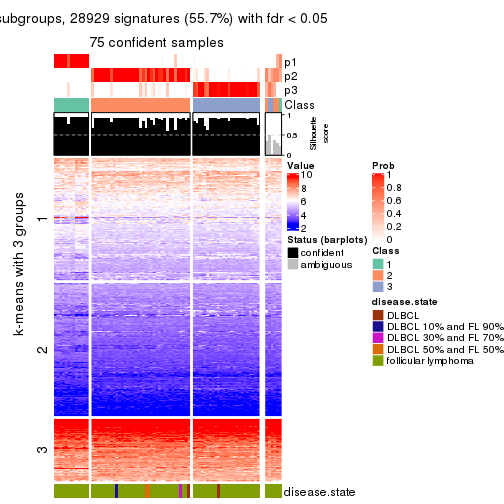 subgroups, 28929 signatures (55.7%) with fdr < 0.05
75 confident samples
p1
p2
p3
Class
1
0.5
0
Silhouette
score
k-means with 3 groups
1
2
3
disease.state
Value
10
8
6
4
2
Status (barplots)
confident
ambiguous
Prob
1
0.8
0.6
0.4
0.2
0
Class
1
2
3
disease.state
DLBCL
DLBCL 10% and FL 90%
DLBCL 30% and FL 70%
DLBCL 50% and FL 50%
follicular lymphoma